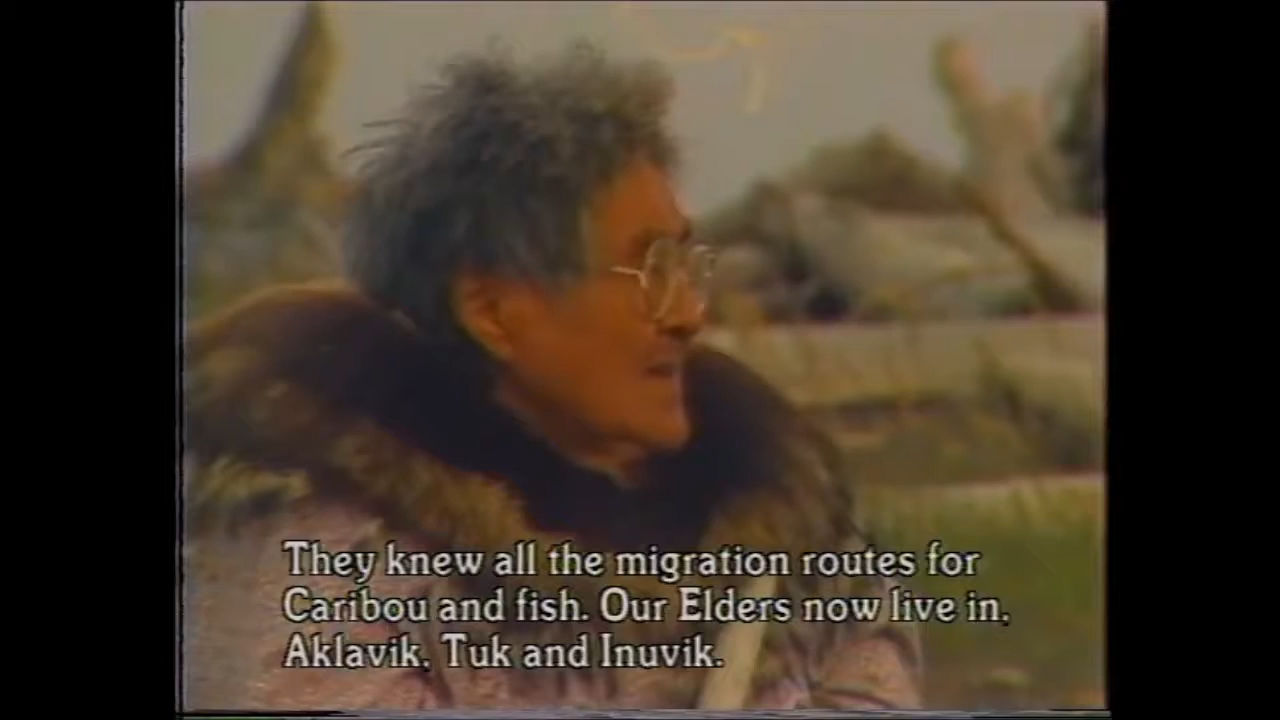 They knew all the migration routes for
Caribou and fish. Our Elders now live in,
Aklavik, Tuk and Inuvik.